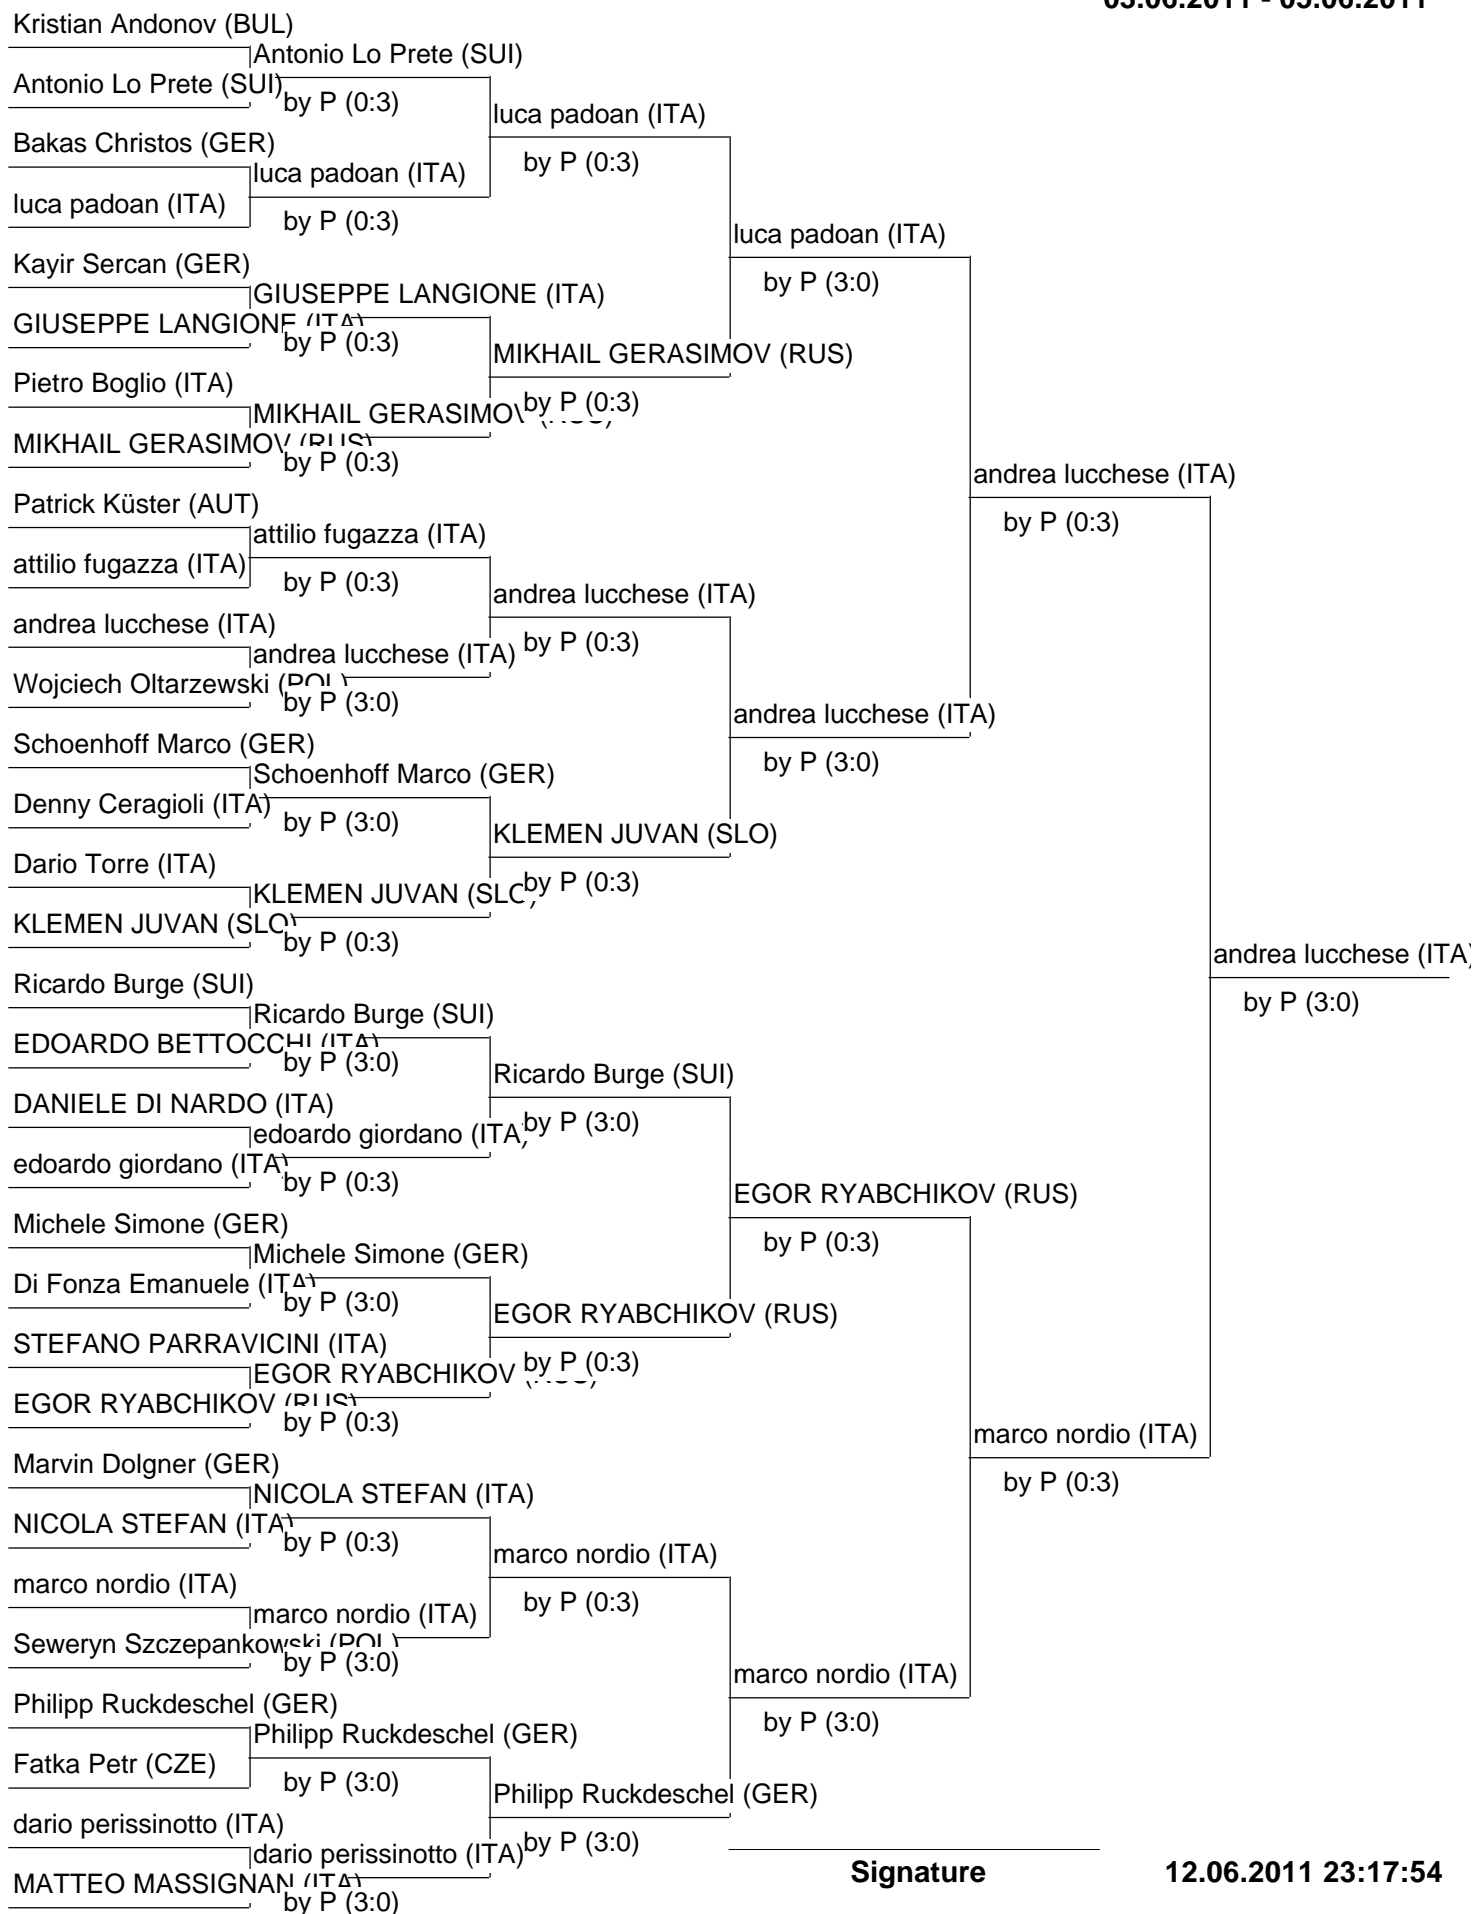 03.06.2011 - 05.06.2011
Kristian Andonov (BUL)
Antonio Lo Prete (SUI)
Antonio Lo Prete (SUI)
by P (0:3)
luca padoan (ITA)
Bakas Christos (GER)
by P (0:3)
luca padoan (ITA)
luca padoan (ITA)
by P (0:3)
luca padoan (ITA)
Kayir Sercan (GER)
by P (3:0)
GIUSEPPE LANGIONE (ITA)
GIUSEPPE LANGIONE (ITA)
by P (0:3)
MIKHAIL GERASIMOV (RUS)
Pietro Boglio (ITA)
by P (0:3)
MIKHAIL GERASIMOV (RUS)
MIKHAIL GERASIMOV (RUS)
by P (0:3)
andrea lucchese (ITA)
Patrick Küster (AUT)
by P (0:3)
attilio fugazza (ITA)
attilio fugazza (ITA)
by P (0:3)
andrea lucchese (ITA)
andrea lucchese (ITA)
by P (0:3)
andrea lucchese (ITA)
Wojciech Oltarzewski (POL)
by P (3:0)
andrea lucchese (ITA)
Schoenhoff Marco (GER)
by P (3:0)
Schoenhoff Marco (GER)
Denny Ceragioli (ITA)
by P (3:0)
KLEMEN JUVAN (SLO)
Dario Torre (ITA)
by P (0:3)
KLEMEN JUVAN (SLO)
KLEMEN JUVAN (SLO)
by P (0:3)
andrea lucchese (ITA)
Ricardo Burge (SUI)
by P (3:0)
Ricardo Burge (SUI)
EDOARDO BETTOCCHI (ITA)
by P (3:0)
Ricardo Burge (SUI)
DANIELE DI NARDO (ITA)
by P (3:0)
edoardo giordano (ITA)
edoardo giordano (ITA)
by P (0:3)
EGOR RYABCHIKOV (RUS)
Michele Simone (GER)
by P (0:3)
Michele Simone (GER)
Di Fonza Emanuele (ITA)
by P (3:0)
EGOR RYABCHIKOV (RUS)
STEFANO PARRAVICINI (ITA)
by P (0:3)
EGOR RYABCHIKOV (RUS)
EGOR RYABCHIKOV (RUS)
by P (0:3)
marco nordio (ITA)
Marvin Dolgner (GER)
by P (0:3)
NICOLA STEFAN (ITA)
NICOLA STEFAN (ITA)
by P (0:3)
marco nordio (ITA)
marco nordio (ITA)
by P (0:3)
marco nordio (ITA)
Seweryn Szczepankowski (POL)
by P (3:0)
marco nordio (ITA)
Philipp Ruckdeschel (GER)
by P (3:0)
Philipp Ruckdeschel (GER)
Fatka Petr (CZE)
by P (3:0)
Philipp Ruckdeschel (GER)
dario perissinotto (ITA)
by P (3:0)
dario perissinotto (ITA)
MATTEO MASSIGNAN (ITA)
by P (3:0)
Signature
12.06.2011 23:17:54